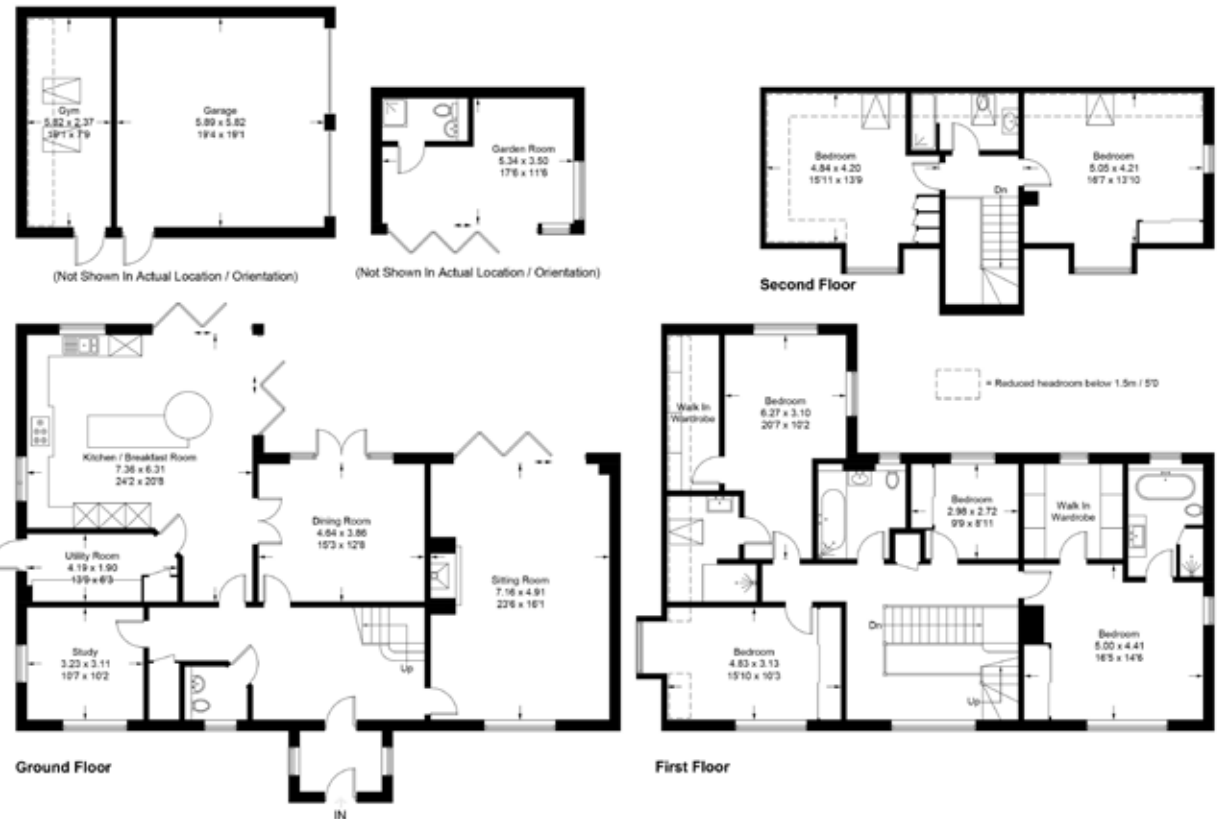 Gym
5.82 x 2.37
19'1 x 7'9
Garage
5.89 x 5.82
19'4 x 19'1
(Not Shown In Actual Location / Orientation)
Garden Room
5.34 x 3.50
17'6 x 11'6
(Not Shown In Actual Location / Orientation)
Bedroom
4.84 x 4.20
15'11 x 13'9
Dn
Bedroom
5.05 x 4.21
16'7 x 13'10
Second Floor
Kitchen / Breakfast Room
7.36 x 6.31
24'2 x 20'8
Utility Room
4.19 x 1.90
13'9 x 6'3
Dining Room
4.64 x 3.86
15'3 x 12'8
Sitting Room
7.16 x 4.91
23'6 x 16'1
Study
3.23 x 3.11
10'7 x 10'2
Up
IN
Ground Floor
Walk In
Wardrobe
Bedroom
6.27 x 3.10
20'7 x 10'2
= Reduced headroom below 1.5m / 5'0
Bedroom
2.98 x 2.72
9'9 x 8'11
Walk In
Wardrobe
Bedroom
4.83 x 3.13
15'10 x 10'3
Dn
Up
Bedroom
5.00 x 4.41
16'5 x 14'6
First Floor